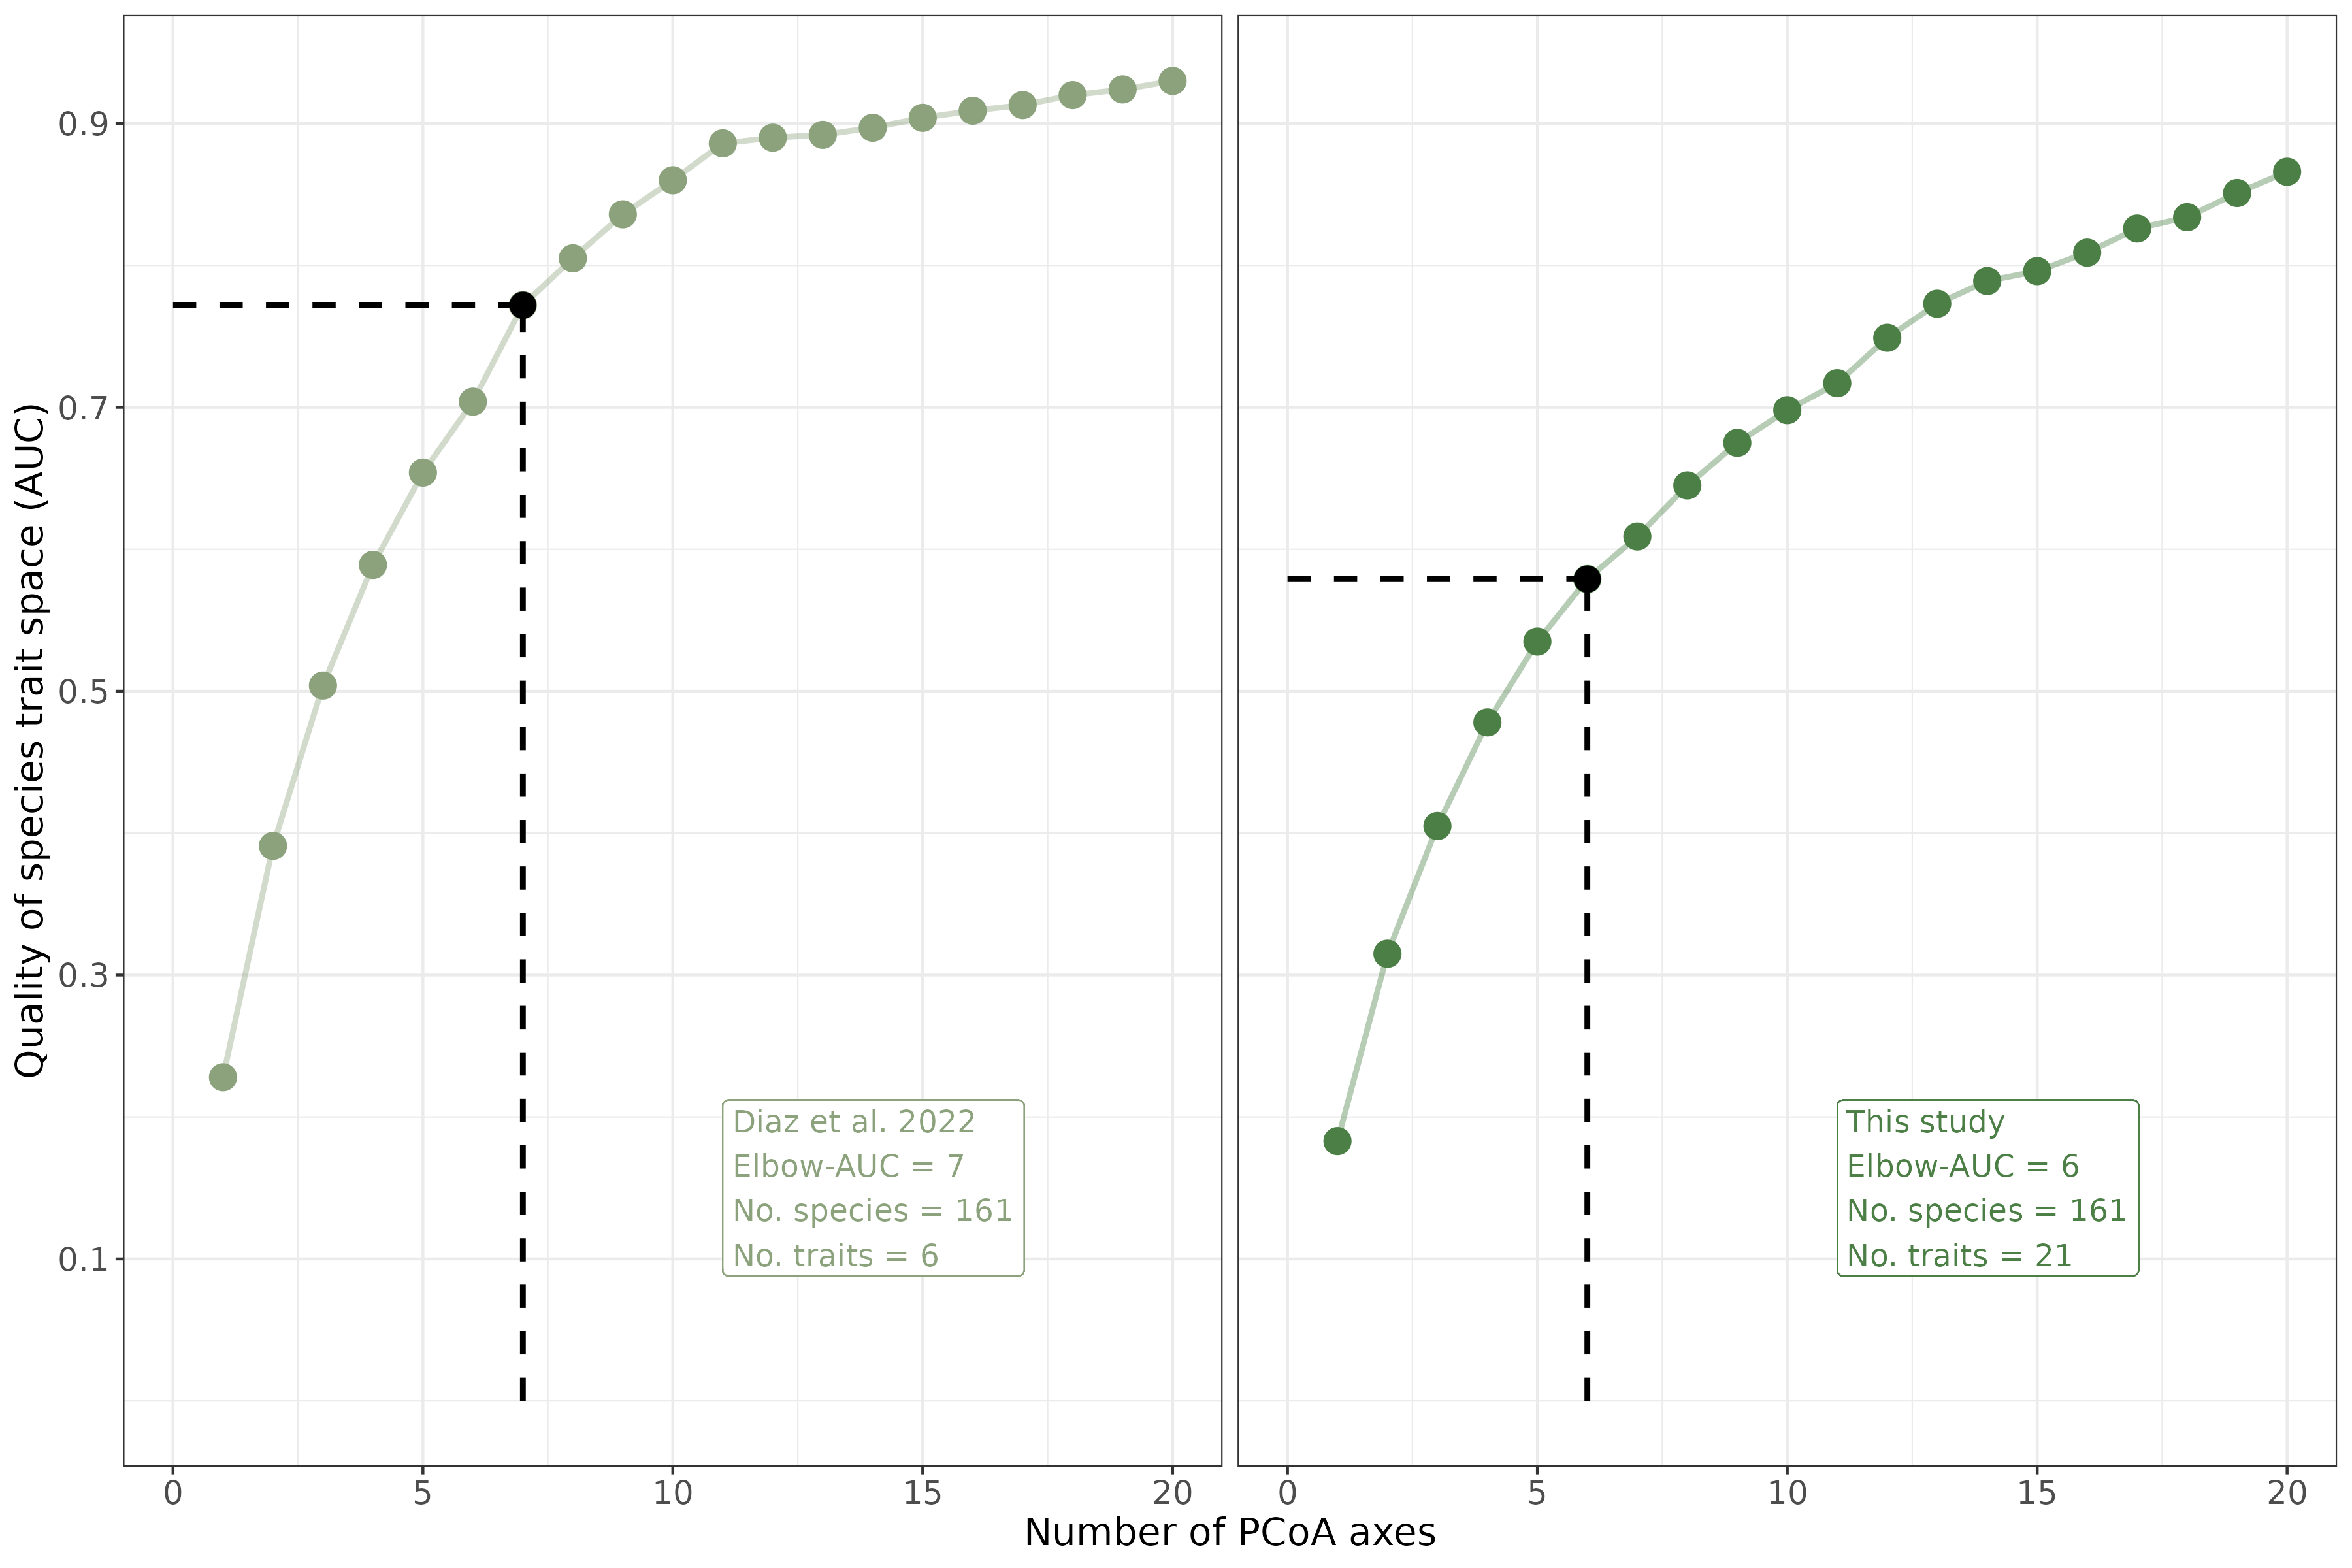 Quality of species trait space (AUC)
0.9
0.7
0.5
0.3
0.1
Diaz et al. 2022
Elbow-AUC = 7
No. species = 161
No. traits = 6
This study
Elbow-AUC = 6
No. species = 161
No. traits = 21
0 5 10 15 20 0 5 10 15 20
Number of PCoA axes